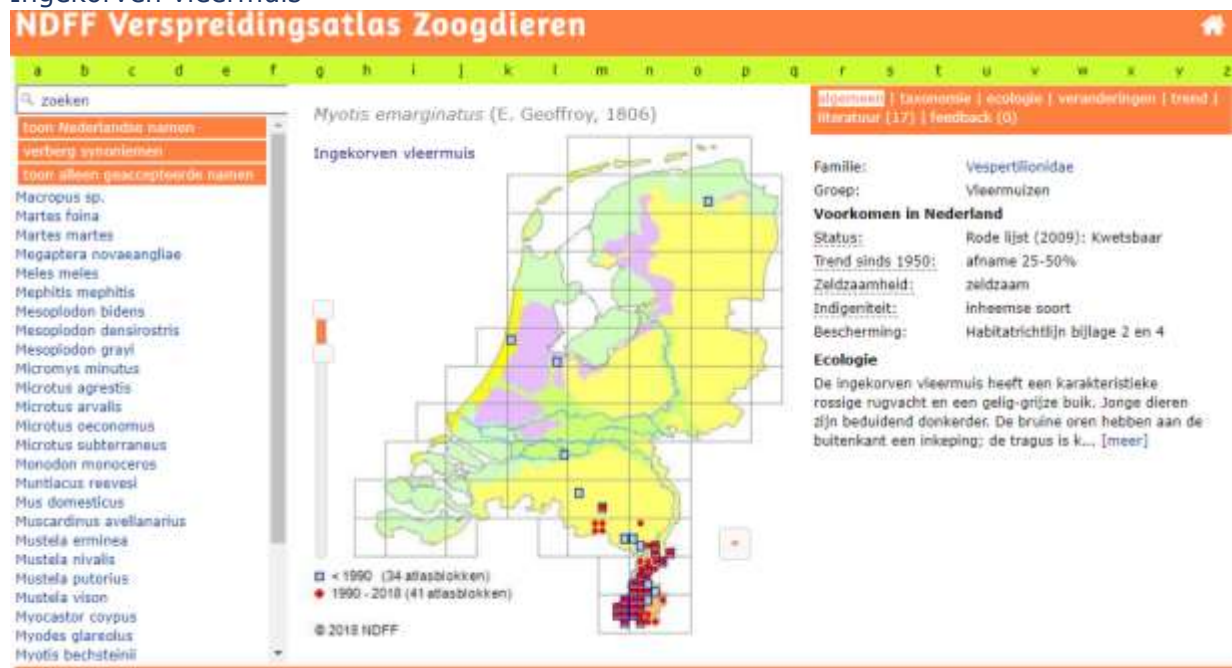 Ingekorven vleermuis
NDFF Verspreidingsatlas Zoogdieren
a b c d e f g h i j k l m n o p q r s t u v w x y z
zoeken
toon Nederlandse namen
verberg synoniemen
toon alleen geaccepteerde namen
Macropus sp.
Martes foina
Martes martes
Megaptera novaeangliae
Meles meles
Mephitis mephitis
Mesoplodon bidens
Mesoplodon densirostris
Mesoplodon grayi
Micromys minutus
Microtus agrestis
Microtus arvalis
Microtus oeconomus
Microtus subterraneus
Monodon monoceros
Muntiacus reevesi
Mus domesticus
Muscardinus avellanarius
Mustela erminea
Mustela nivalis
Mustela putorius
Mustela vison
Myocastor coypus
Myodes glareolus
Myotis bechsteinii
Myotis emarginatus (E. Geoffroy, 1806)
Ingekorven vleermuis
< 1990 (34 atlasblokken)
1990 - 2018 (41 atlasblokken)
© 2018 NDFF
algemeen | taxonomie | ecologie | veranderingen | trend |
literatuur (17) | feedback (0)
Familie: Vespertilionidae
Groep: Vleermuizen
Voorkomen in Nederland
Status: Rode lijst (2009): Kwetsbaar
Trend sinds 1950: afname 25-50%
Zeldzaamheid: zeldzaam
Indigeniteit: inheemse soort
Bescherming: Habitatrichtlijn bijlage 2 en 4
Ecologie
De ingekorven vleermuis heeft een karakteristieke
rossige rugvacht en een gelig-grijze buik. Jonge dieren
zijn beduidend donkerder. De bruine oren hebben aan de
buitenkant een inkeping; de tragus is k... [meer]